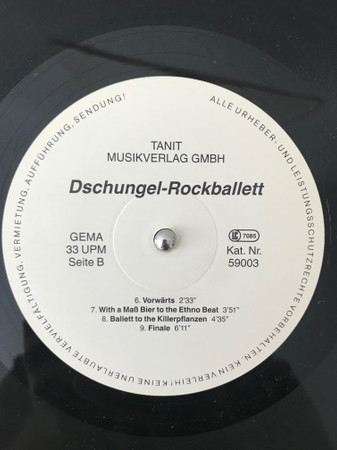 ALLE URHEBER- UND LEISTUNGSSCHUTZRECHTE VORBEHALTEN. KEIN VERLEIH! KEINE UNERLAUBTE VERVIELFÄLTIGUNG, VERMIETUNG, AUFFÜHRUNG, SENDUNG!
TANIT
MUSIKVERLAG GMBH
Dschungel-Rockballett
GEMA
33 UPM
Seite B
LC 7085
Kat. Nr.
59003
6. Vorwärts 2'33"
7. With a Maß Bier to the Ethno Beat 3'51"
8. Ballett to the Killerpflanzen 4'35"
9. Finale 6'11"